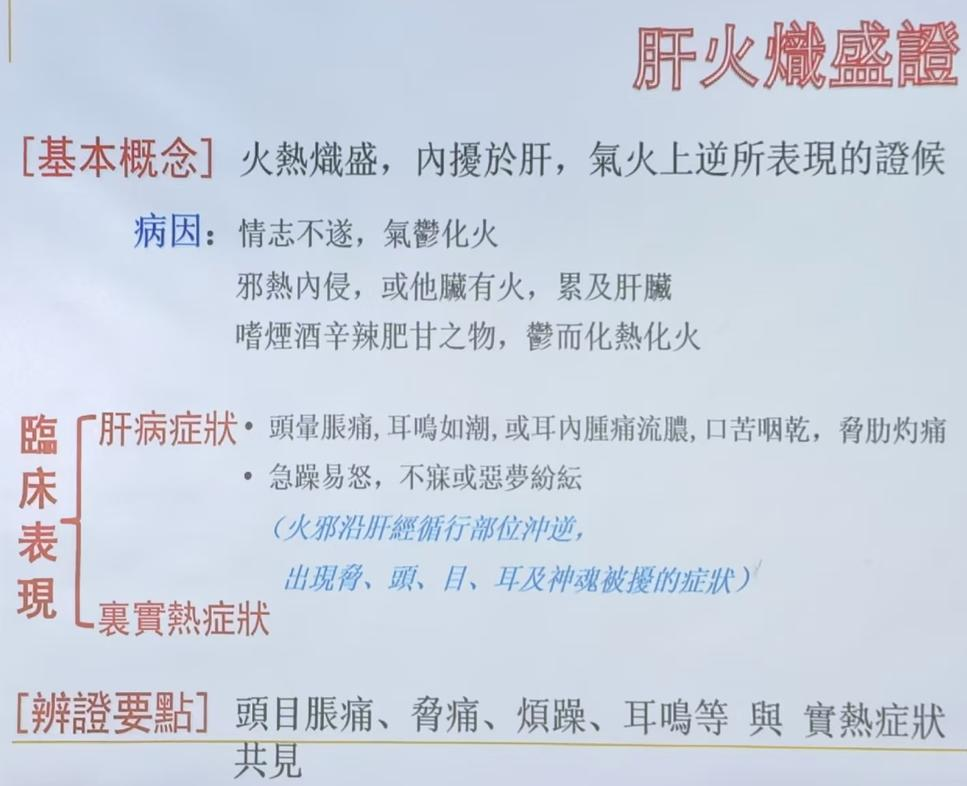 肝火熾盛證
[基本概念] 火熱熾盛，內擾於肝，氣火上逆所表現的證候
病因：情志不遂，氣鬱化火
邪熱內侵，或他臟有火，累及肝臟
嗜煙酒辛辣肥甘之物，鬱而化熱化火
臨床表現
肝病症狀 • 頭暈脹痛,耳鳴如潮,或耳內腫痛流膿,口苦咽乾，脅肋灼痛
• 急躁易怒，不寐或惡夢紛紜
（火邪沿肝經循行部位沖逆，
出現脅、頭、目、耳及神魂被擾的症狀）
裏實熱症狀
[辨證要點] 頭目脹痛、脅痛、煩躁、耳鳴等 與 實熱症狀
共見